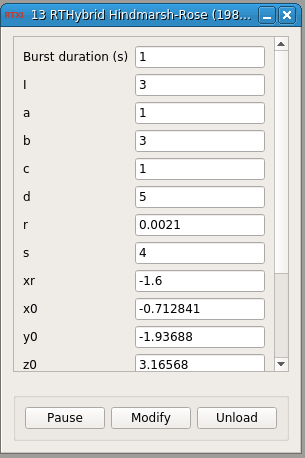 RTXI 13 RTHybrid Hindmarsh-Rose (198...
Burst duration (s) 1
I 3
a 1
b 3
c 1
d 5
r 0.0021
s 4
xr -1.6
x0 -0.712841
y0 -1.93688
z0 3.16568
Pause Modify Unload